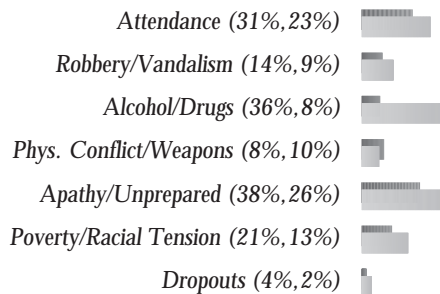 Attendance (31%,23%)
Robbery/Vandalism (14%,9%)
Alcohol/Drugs (36%,8%)
Phys. Conflict/Weapons (8%,10%)
Apathy/Unprepared (38%,26%)
Poverty/Racial Tension (21%,13%)
Dropouts (4%,2%)